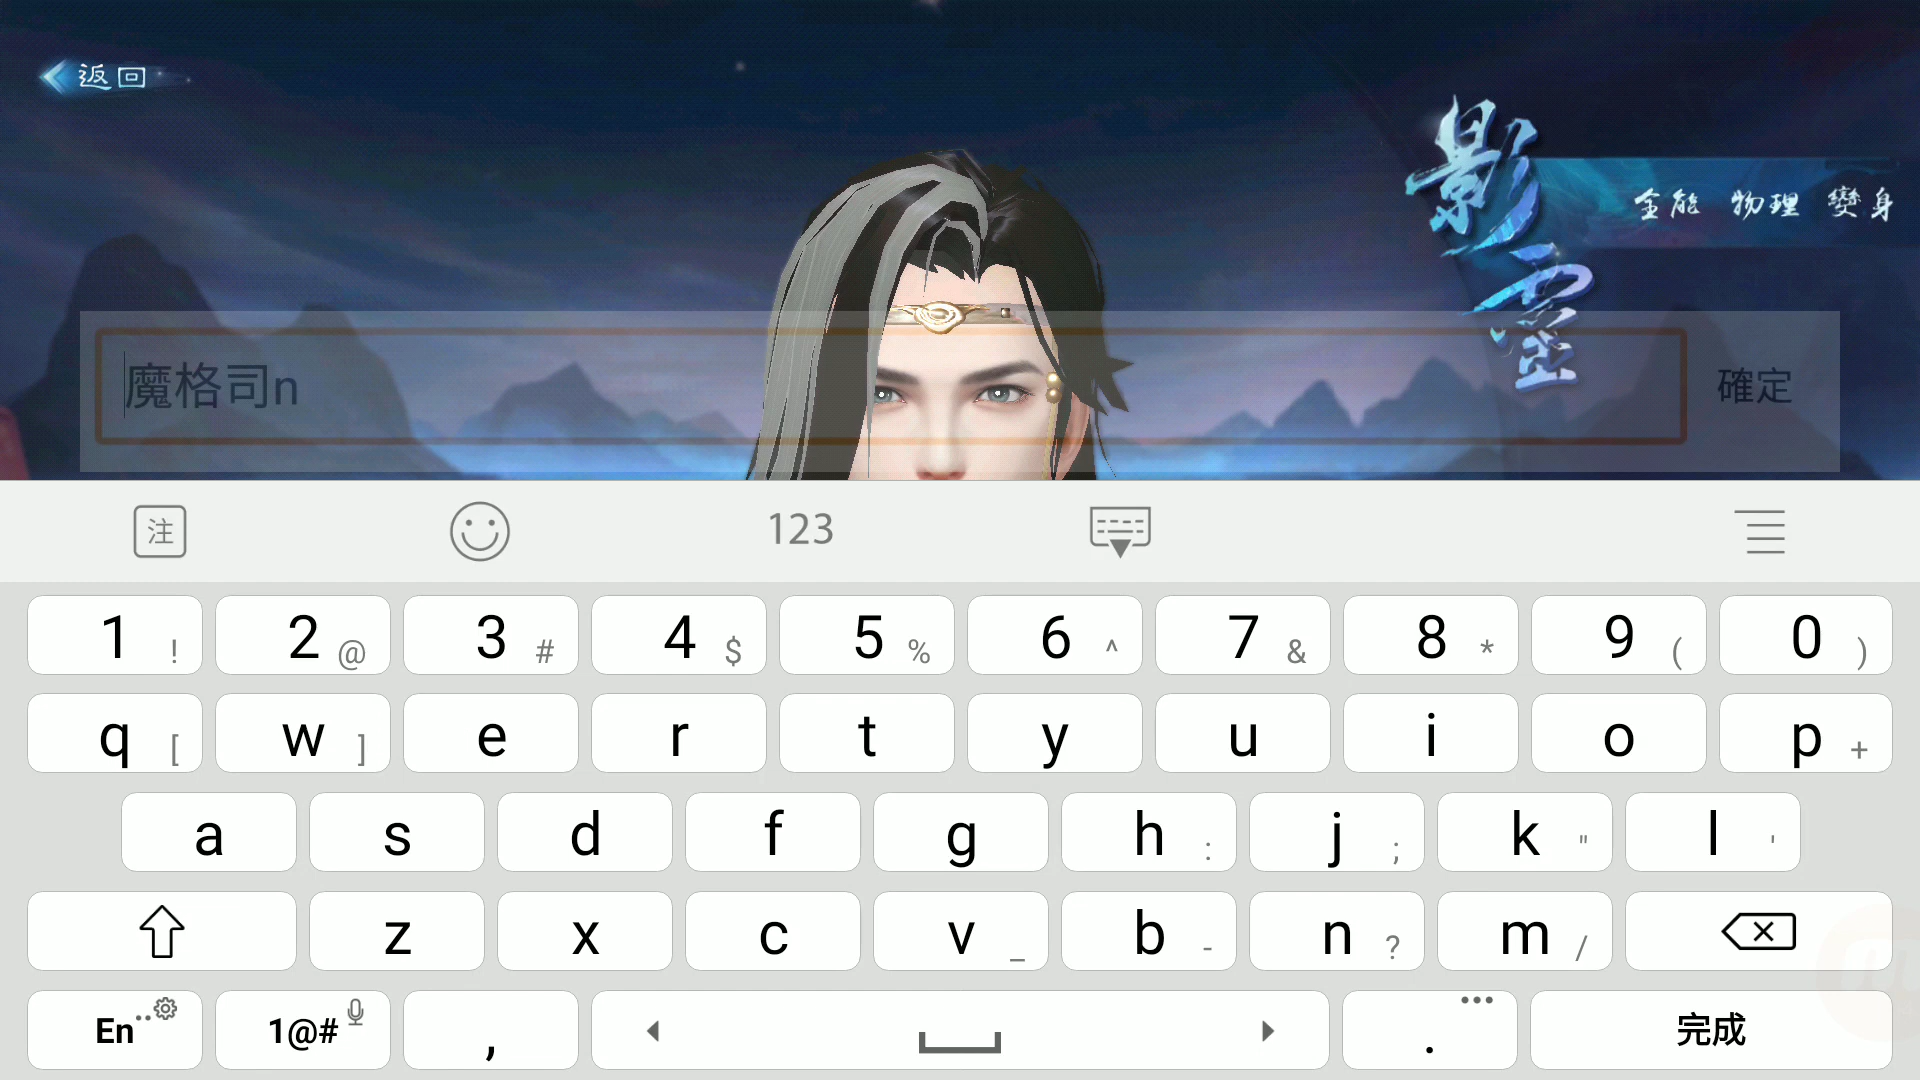 返回
影靈
全能 物理 變身
魔格司n
確定
注
123
1 ! 2 @ 3 # 4 $ 5 % 6 ^ 7 & 8 * 9 ( 0 )
q [ w ] e r t y u i o p +
a s d f g h : j ; k " l '
z x c v _ b - n ? m /
En 1@# , . 完成